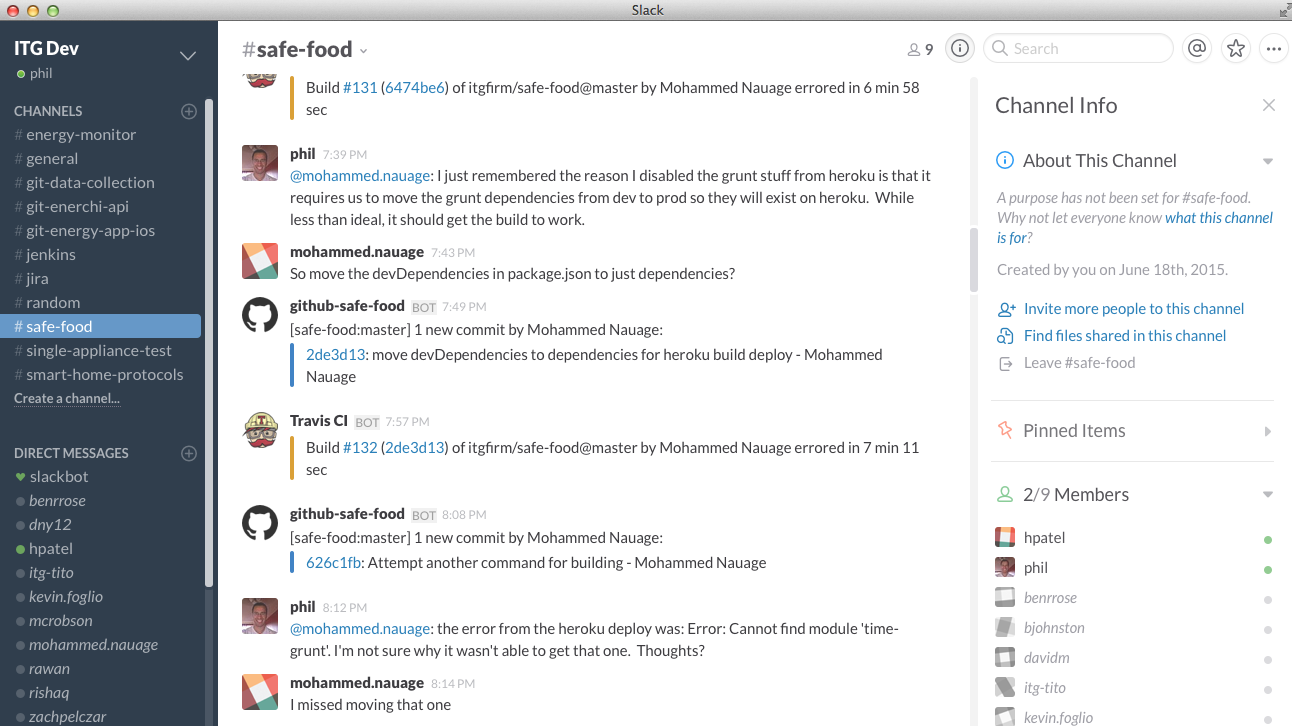 Slack
ITG Dev
phil
CHANNELS
# energy-monitor
# general
# git-data-collection
# git-enerchi-api
# git-energy-app-ios
# jenkins
# jira
# random
# safe-food
# single-appliance-test
# smart-home-protocols
Create a channel...
DIRECT MESSAGES
slackbot
benrrose
dny12
hpatel
itg-tito
kevin.foglio
mcrobson
mohammed.nauage
rawan
rishaq
zachpelczar
#safe-food
9
Search
Build #131 (6474be6) of itgfirm/safe-food@master by Mohammed Nauage errored in 6 min 58
sec
phil 7:39 PM
@mohammed.nauage: I just remembered the reason I disabled the grunt stuff from heroku is that it
requires us to move the grunt dependencies from dev to prod so they will exist on heroku. While
less than ideal, it should get the build to work.
mohammed.nauage 7:43 PM
So move the devDependencies in package.json to just dependencies?
github-safe-food BOT 7:49 PM
[safe-food:master] 1 new commit by Mohammed Nauage:
2de3d13: move devDependencies to dependencies for heroku build deploy - Mohammed
Nauage
Travis CI BOT 7:57 PM
Build #132 (2de3d13) of itgfirm/safe-food@master by Mohammed Nauage errored in 7 min 11
sec
github-safe-food BOT 8:08 PM
[safe-food:master] 1 new commit by Mohammed Nauage:
626c1fb: Attempt another command for building - Mohammed Nauage
phil 8:12 PM
@mohammed.nauage: the error from the heroku deploy was: Error: Cannot find module 'time-
grunt'. I'm not sure why it wasn't able to get that one. Thoughts?
mohammed.nauage 8:14 PM
I missed moving that one
Channel Info
About This Channel
A purpose has not been set for #safe-food.
Why not let everyone know what this channel
is for?
Created by you on June 18th, 2015.
Invite more people to this channel
Find files shared in this channel
Leave #safe-food
Pinned Items
2/9 Members
hpatel
phil
benrrose
bjohnston
davidm
itg-tito
kevin.foglio